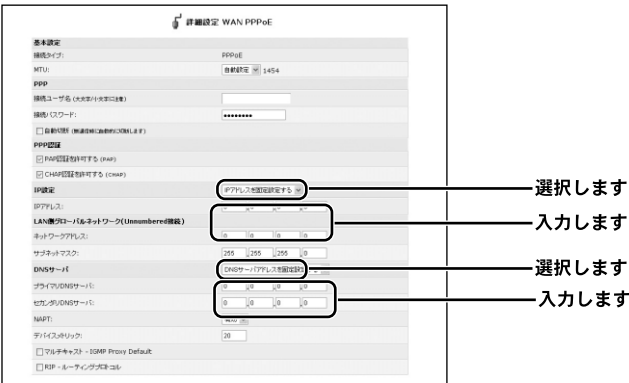 詳細設定 WAN PPPoE
基本設定
接続タイプ: PPPoE
MTU: 自動設定 1454
PPP
接続ユーザ名 (大文字/小文字に注意)
接続パスワード: ••••••••
自動切断 (無通信時に自動的に切断します)
PPP認証
PAP認証を許可する (PAP)
CHAP認証を許可する (CHAP)
IP設定 IPアドレスを固定設定する 選択します
IPアドレス: 入力します
LAN側グローバルネットワーク(Unnumbered接続)
ネットワークアドレス: 0 .0 .0 .0
サブネットマスク: 255 .255 .255 .0
DNSサーバ DNSサーバアドレスを固定設定 選択します
プライマリDNSサーバ: 0 .0 .0 .0
セカンダリDNSサーバ: 0 .0 .0 .0 入力します
NAPT:
デバイスメトリック: 20
マルチキャスト - IGMP Proxy Default
RIP - ルーティングプロトコル